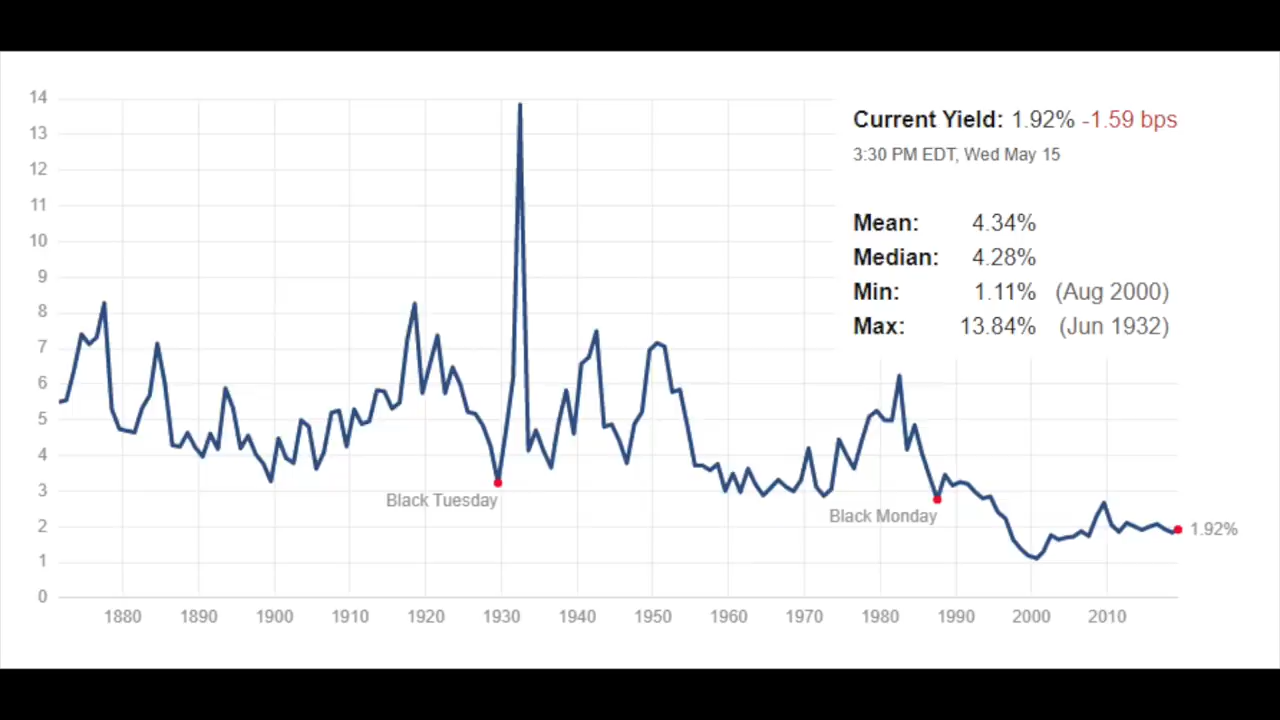 14
13
12
11
10
9
8
7
6
5
4
3
2
1
0
1880 1890 1900 1910 1920 1930 1940 1950 1960 1970 1980 1990 2000 2010
Black Tuesday
Black Monday
1.92%
Current Yield: 1.92% -1.59 bps
3:30 PM EDT, Wed May 15
Mean: 4.34%
Median: 4.28%
Min: 1.11% (Aug 2000)
Max: 13.84% (Jun 1932)